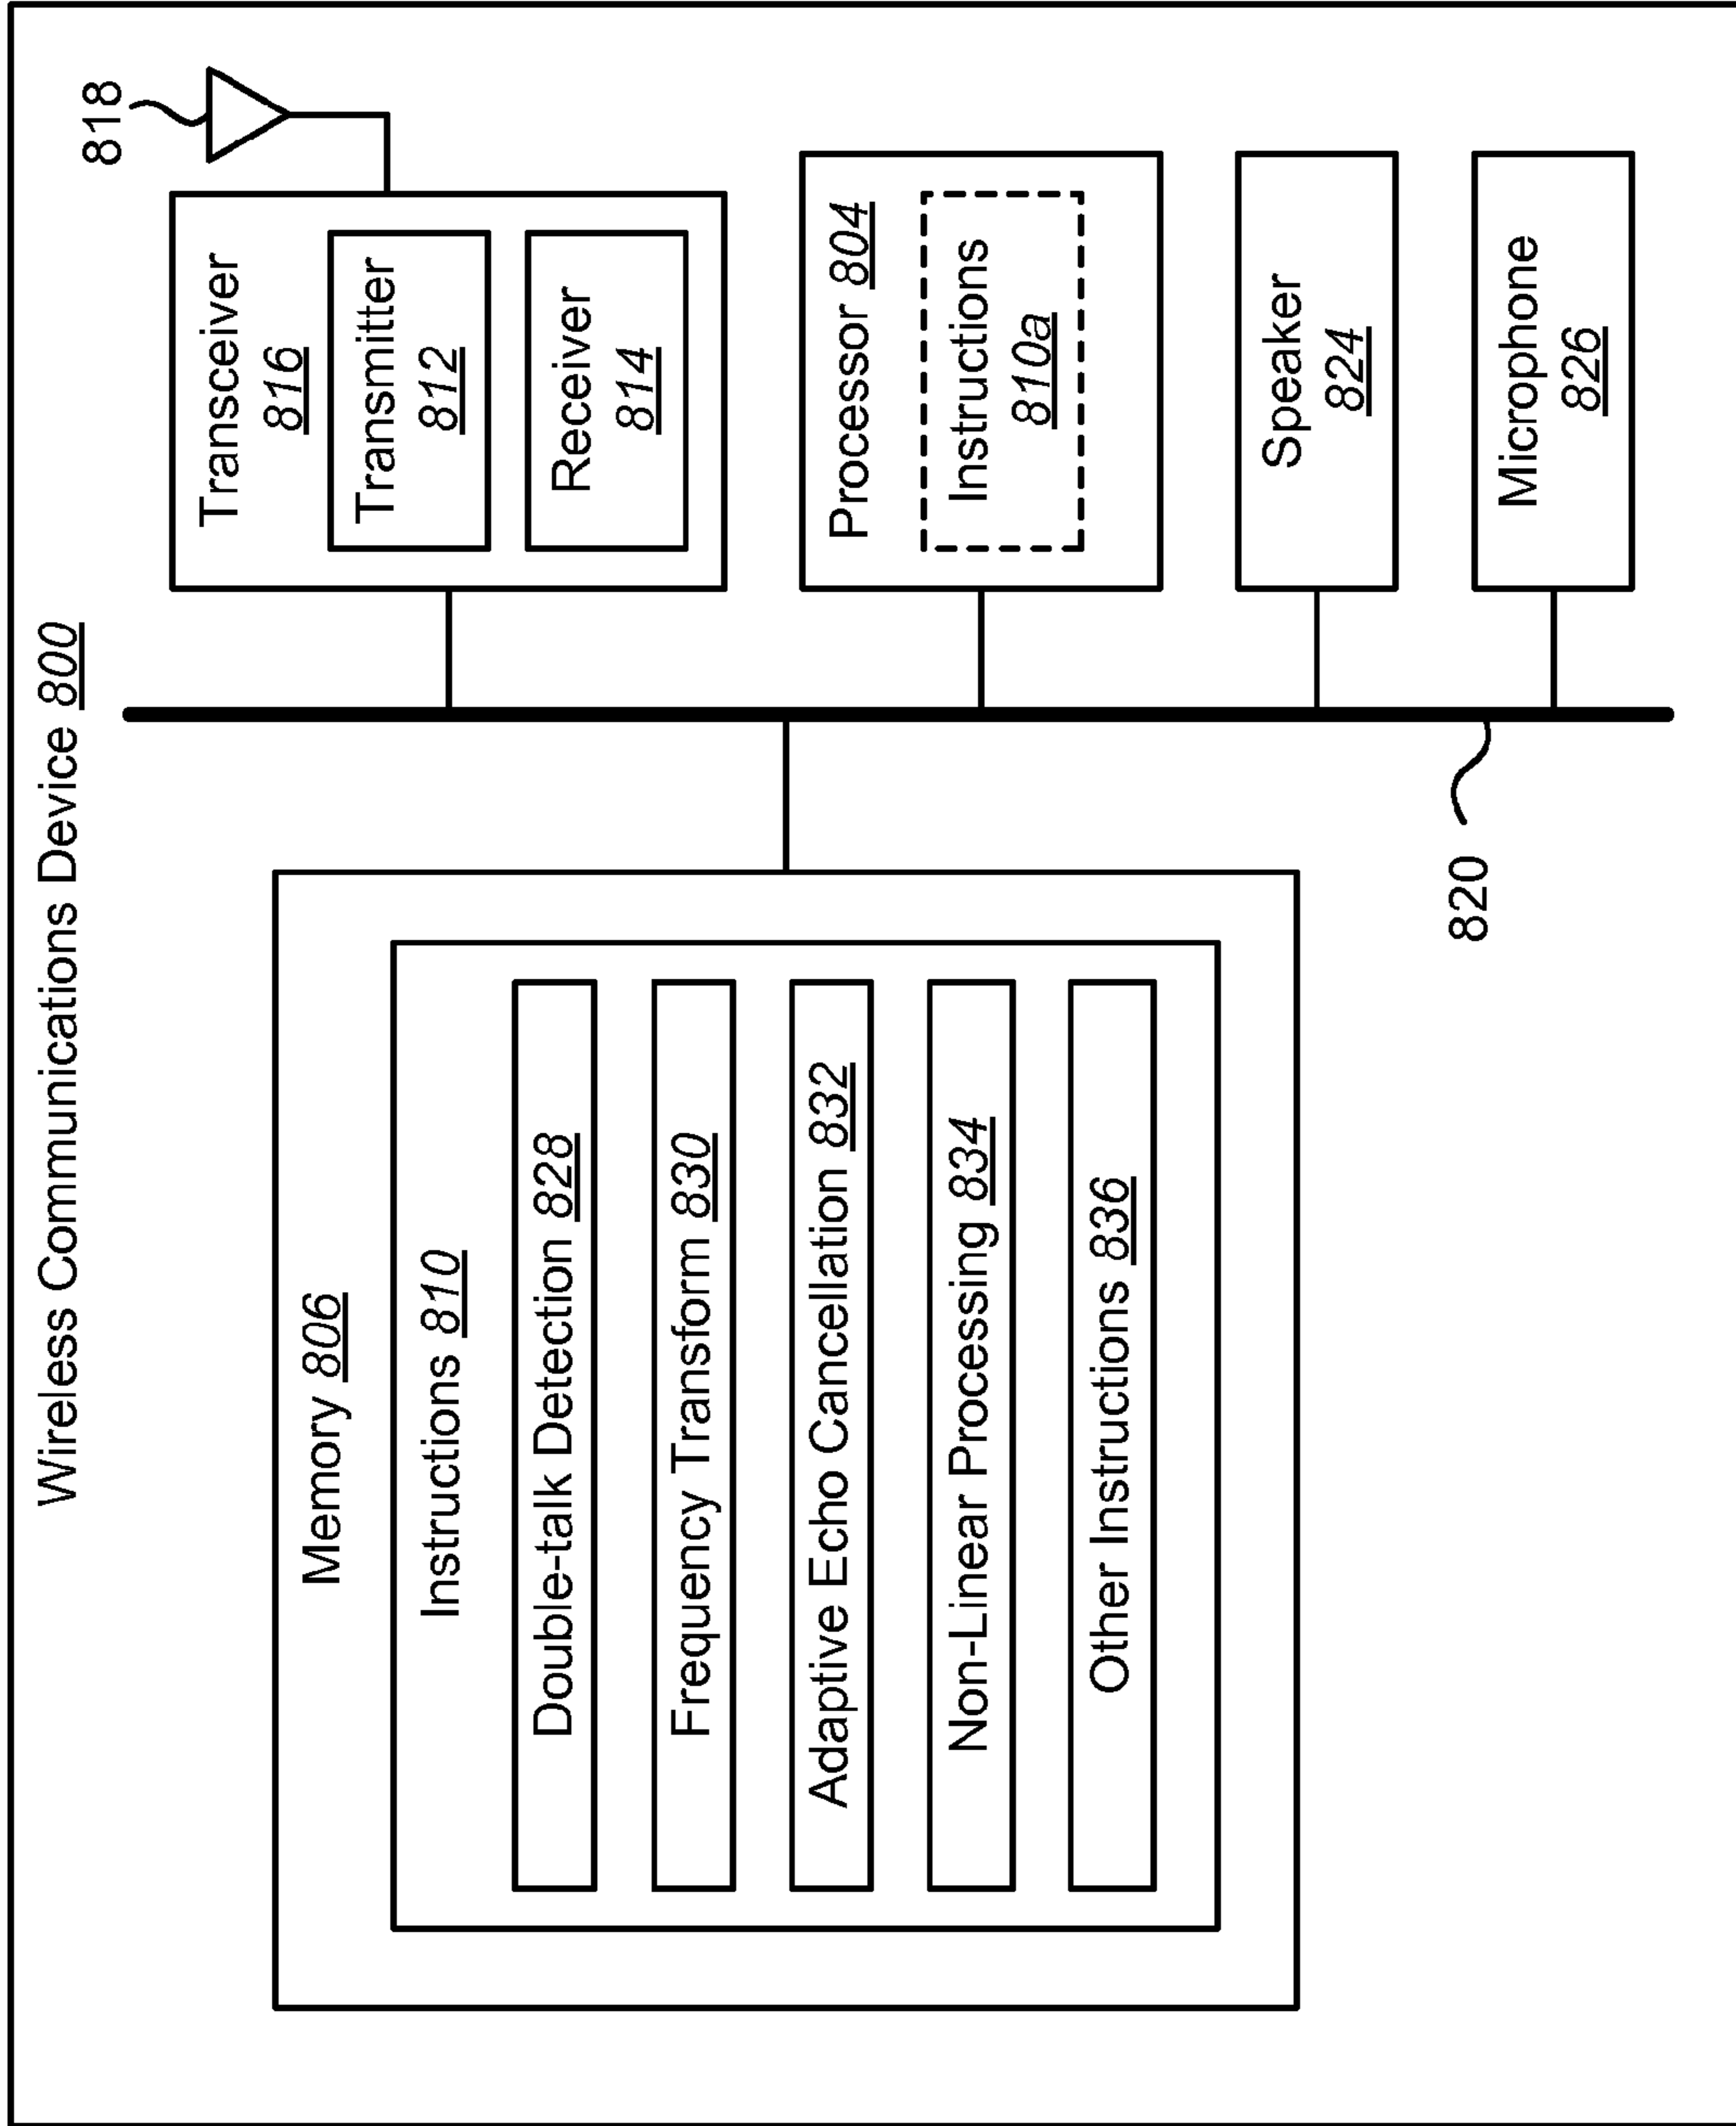 Wireless Communications Device 800
Memory 806
Instructions 810
Double-talk Detection 828
Frequency Transform 830
Adaptive Echo Cancellation 832
Non-Linear Processing 834
Other Instructions 836
820
818
Transceiver
816
Transmitter
812
Receiver
814
Processor 804
Instructions
810a
Speaker
824
Microphone
826